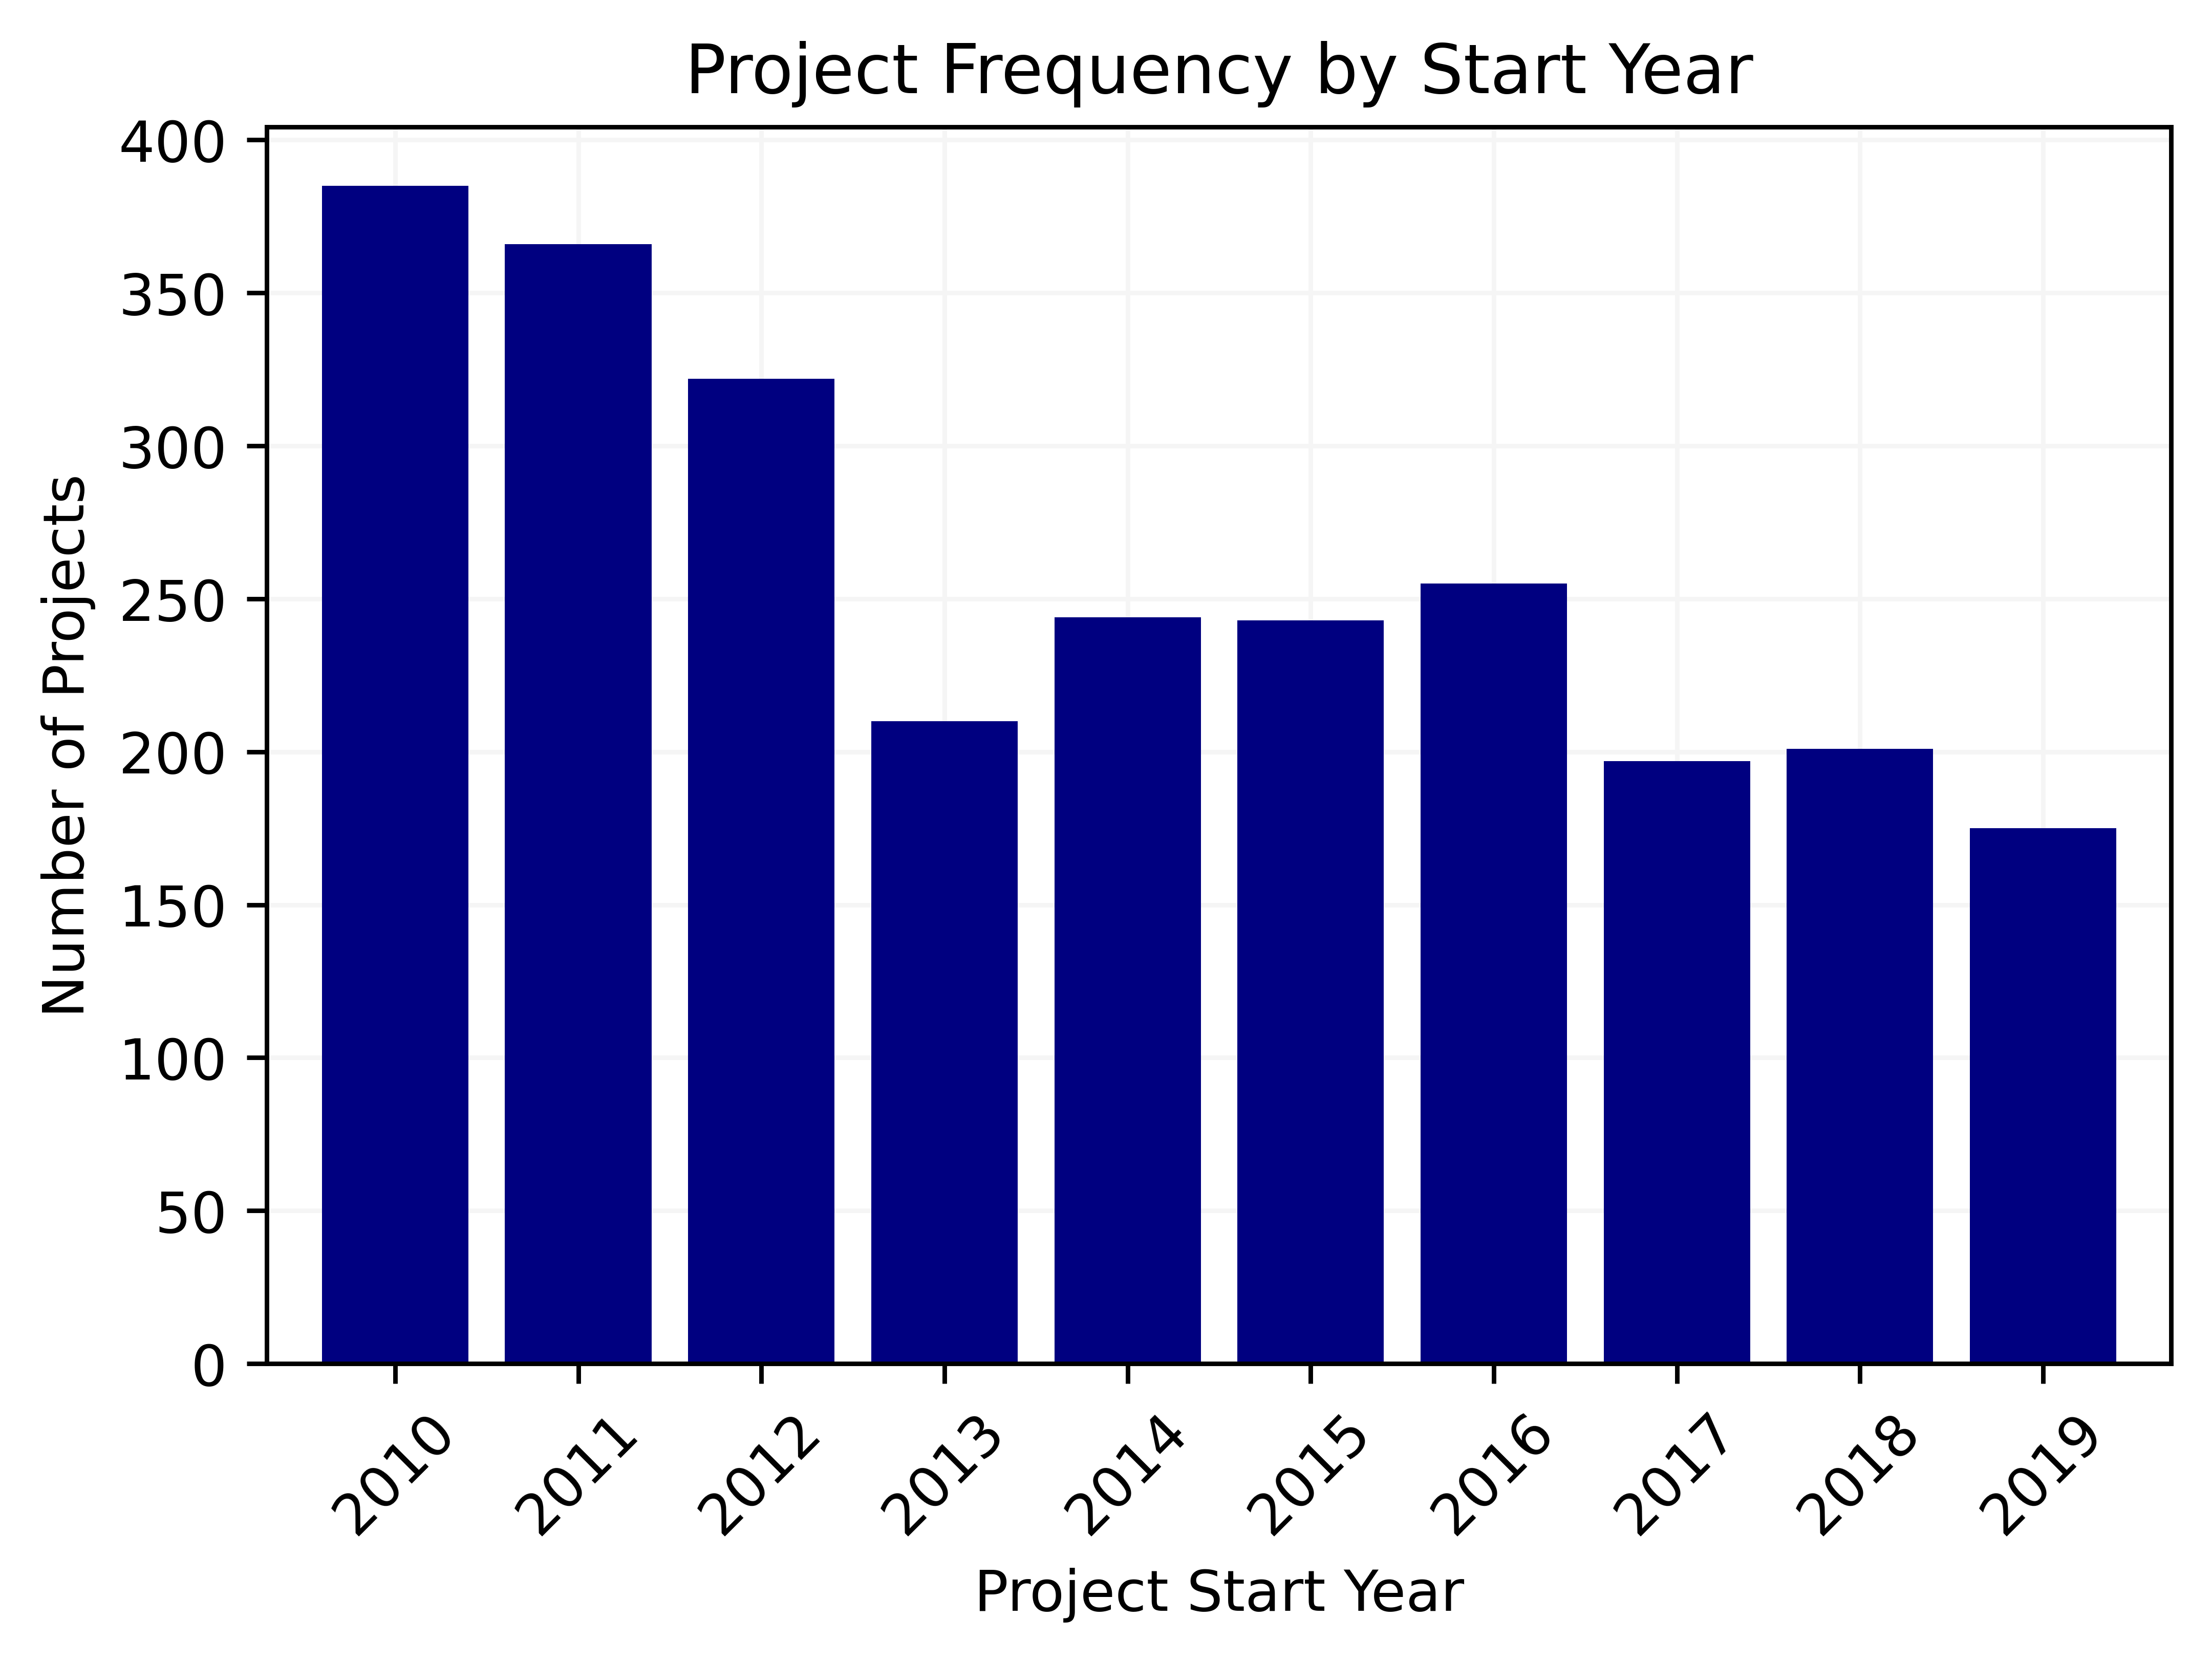 Project Frequency by Start Year
400
350
300
250
200
150
100
50
0
Number of Projects
2010 2011 2012 2013 2014 2015 2016 2017 2018 2019
Project Start Year